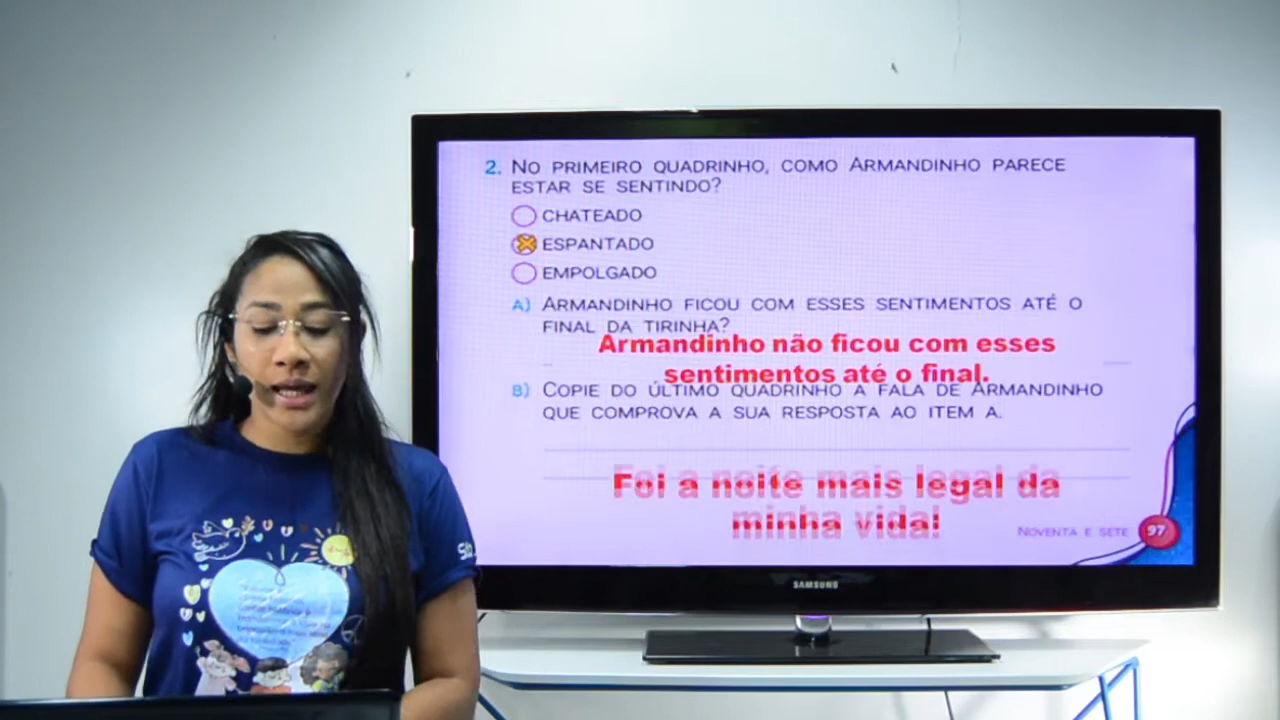 2. NO PRIMEIRO QUADRINHO, COMO ARMANDINHO PARECE
ESTAR SE SENTINDO?
CHATEADO
ESPANTADO
EMPOLGADO
A) ARMANDINHO FICOU COM ESSES SENTIMENTOS ATÉ O
FINAL DA TIRINHA?
Armandinho não ficou com esses
sentimentos até o final.
B) COPIE DO ÚLTIMO QUADRINHO A FALA DE ARMANDINHO
QUE COMPROVA A SUA RESPOSTA AO ITEM A.
Foi a noite mais legal da
minha vida!
NOVENTA E SETE 97
SAMSUNG